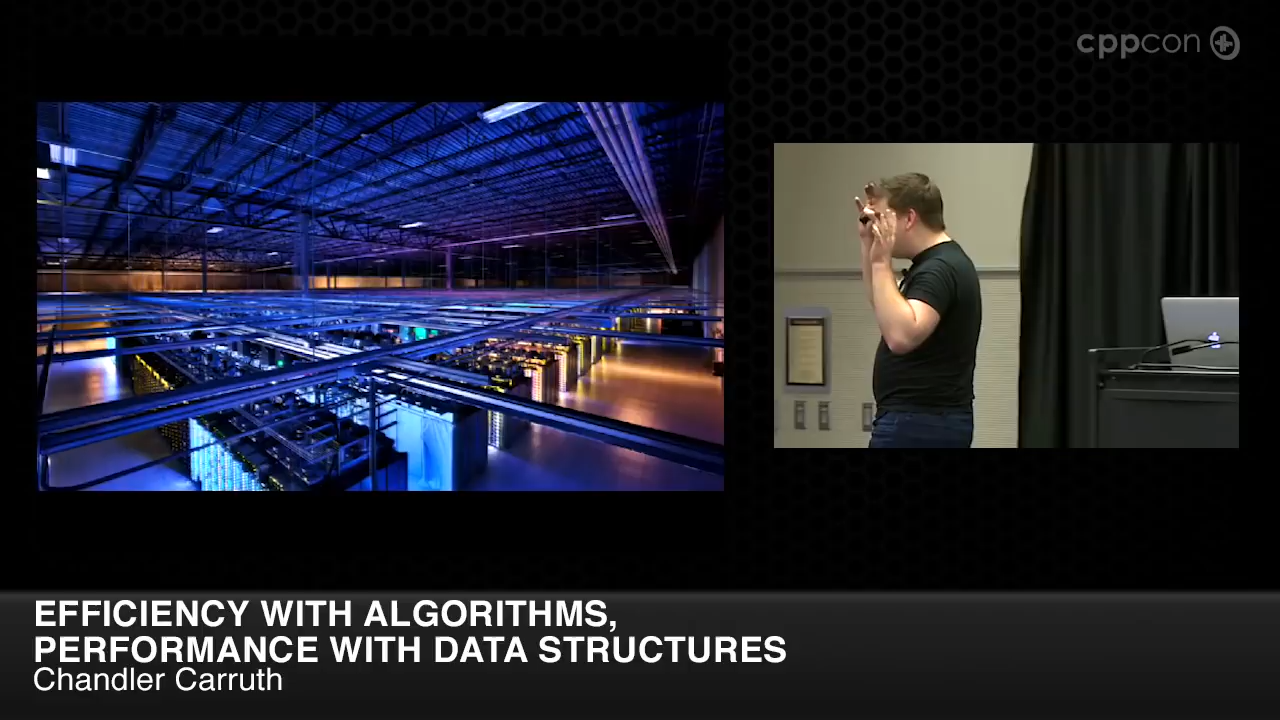 cppcon
EFFICIENCY WITH ALGORITHMS,
PERFORMANCE WITH DATA STRUCTURES
Chandler Carruth